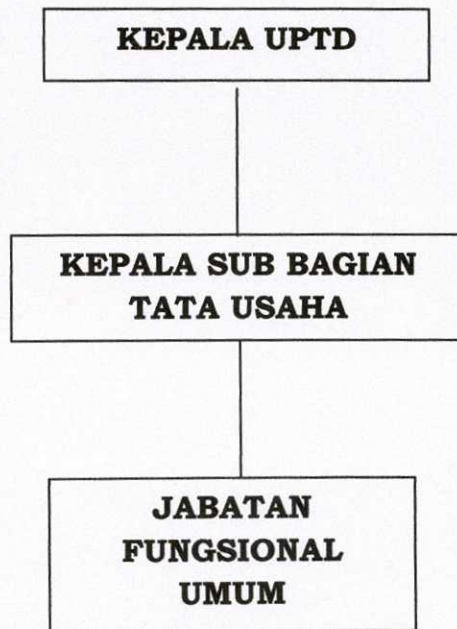 KEPALA UPTD
KEPALA SUB BAGIAN
TATA USAHA
JABATAN
FUNGSIONAL
UMUM